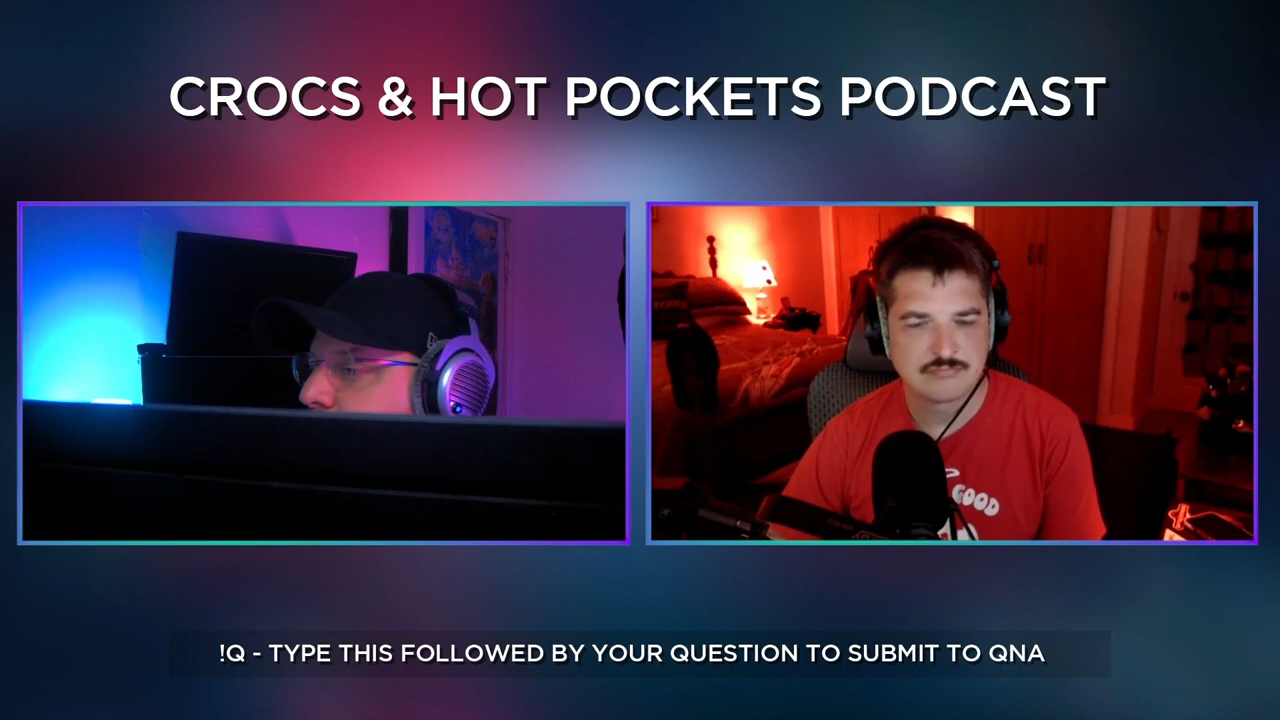 CROCS & HOT POCKETS PODCAST
GOOD
!Q - TYPE THIS FOLLOWED BY YOUR QUESTION TO SUBMIT TO QNA